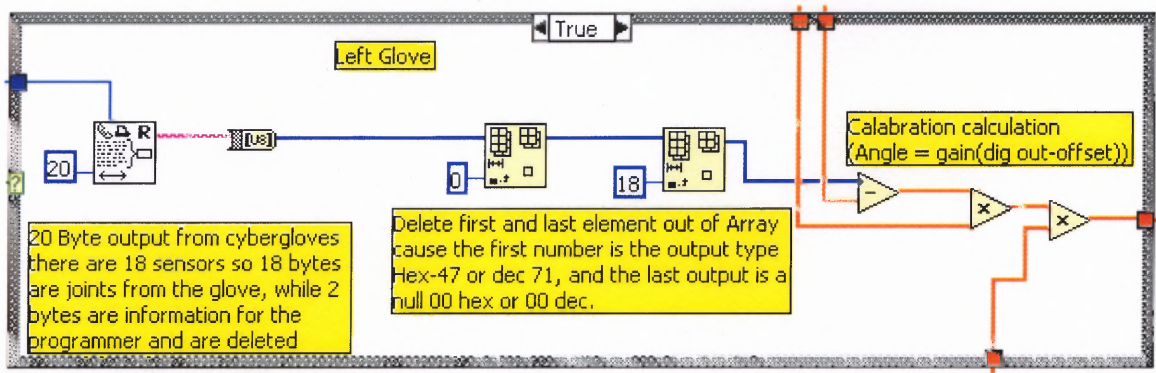 True
Left Glove
R
[U8]
20
0
18
Calabration calculation
(Angle = gain(dig out-offset))
?
-
x
x
20 Byte output from cybergloves
there are 18 sensors so 18 bytes
are joints from the glove, while 2
bytes are information for the
programmer and are deleted
Delete first and last element out of Array
cause the first number is the output type
Hex-47 or dec 71, and the last output is a
null 00 hex or 00 dec.